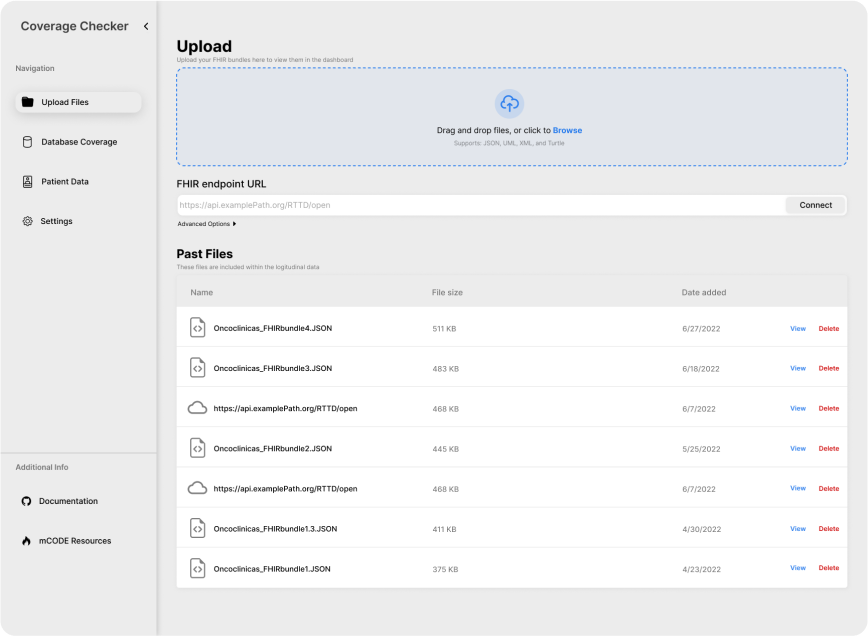 Coverage Checker
Navigation
Upload Files
Database Coverage
Patient Data
Settings
Additional Info
Documentation
mCODE Resources
Upload
Upload your FHIR bundles here to view them in the dashboard
Drag and drop files, or click to Browse
Supports: JSON, UML, XML, and Turtle
FHIR endpoint URL
https://api.examplePath.org/RTTD/open
Connect
Advanced Options
Past Files
These files are included within the logitudinal data
Name File size Date added
Oncoclinicas_FHIRbundle4.JSON 511 KB 6/27/2022 View Delete
Oncoclinicas_FHIRbundle3.JSON 483 KB 6/18/2022 View Delete
https://api.examplePath.org/RTTD/open 468 KB 6/7/2022 View Delete
Oncoclinicas_FHIRbundle2.JSON 445 KB 5/25/2022 View Delete
https://api.examplePath.org/RTTD/open 468 KB 6/7/2022 View Delete
Oncoclinicas_FHIRbundle1.3.JSON 411 KB 4/30/2022 View Delete
Oncoclinicas_FHIRbundle1.JSON 375 KB 4/23/2022 View Delete